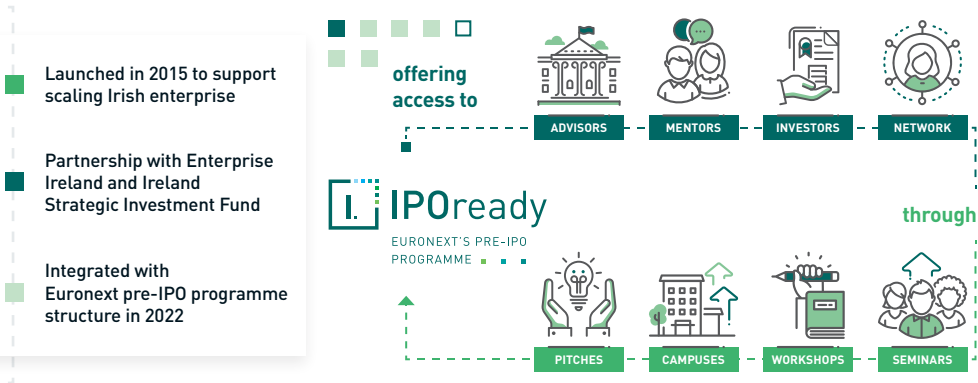 Launched in 2015 to support
scaling Irish enterprise
Partnership with Enterprise
Ireland and Ireland
Strategic Investment Fund
Integrated with
Euronext pre-IPO programme
structure in 2022
offering
access to
ADVISORS
MENTORS
INVESTORS
NETWORK
I.
IPOready
EURONEXT'S PRE-IPO
PROGRAMME
through
PITCHES
CAMPUSES
WORKSHOPS
SEMINARS